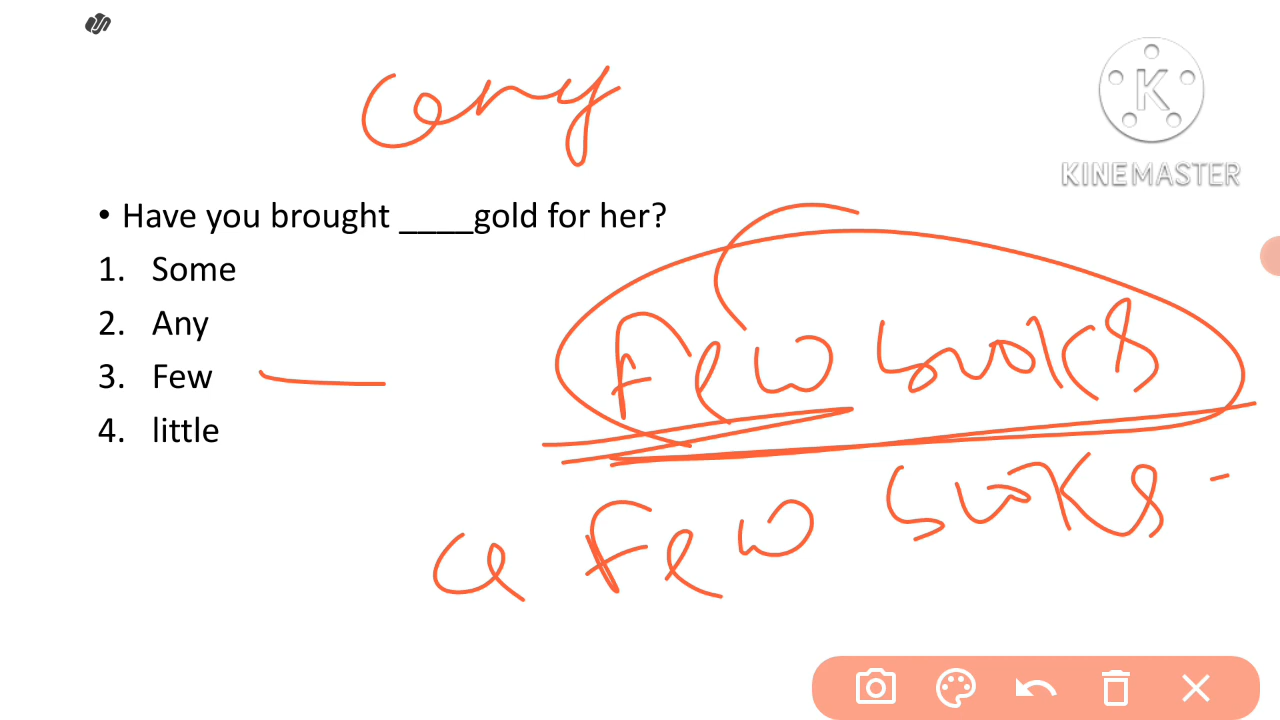 any
K
KINEMASTER
• Have you brought ____gold for her?
1. Some
2. Any
3. Few
4. little
Few books
a few books